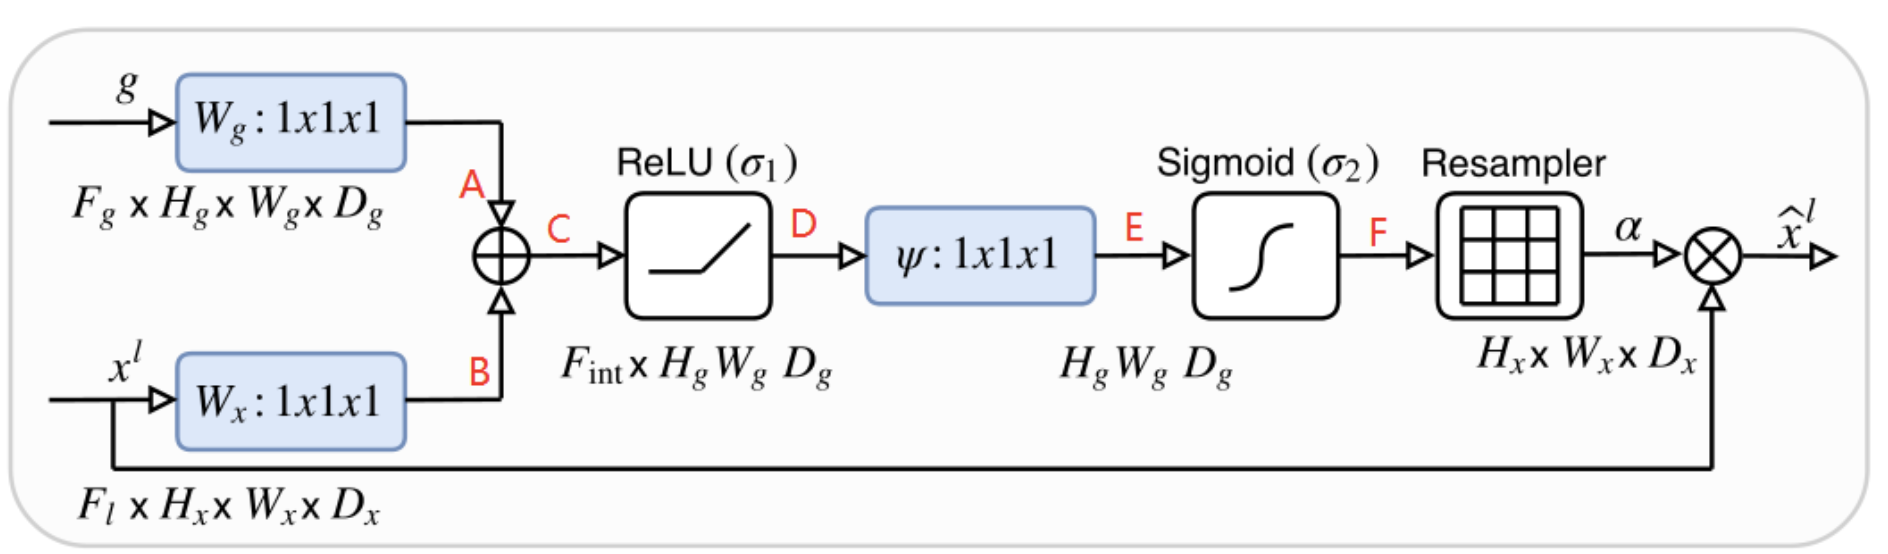 g
W_g : 1x1x1
F_g x H_g x W_g x D_g
A
x^l
W_x : 1x1x1
B
F_l x H_x x W_x x D_x
C
ReLU (σ_1)
F_int x H_g W_g D_g
D
ψ : 1x1x1
E
H_g W_g D_g
Sigmoid (σ_2)
F
Resampler
H_x x W_x x D_x
α
x̂^l